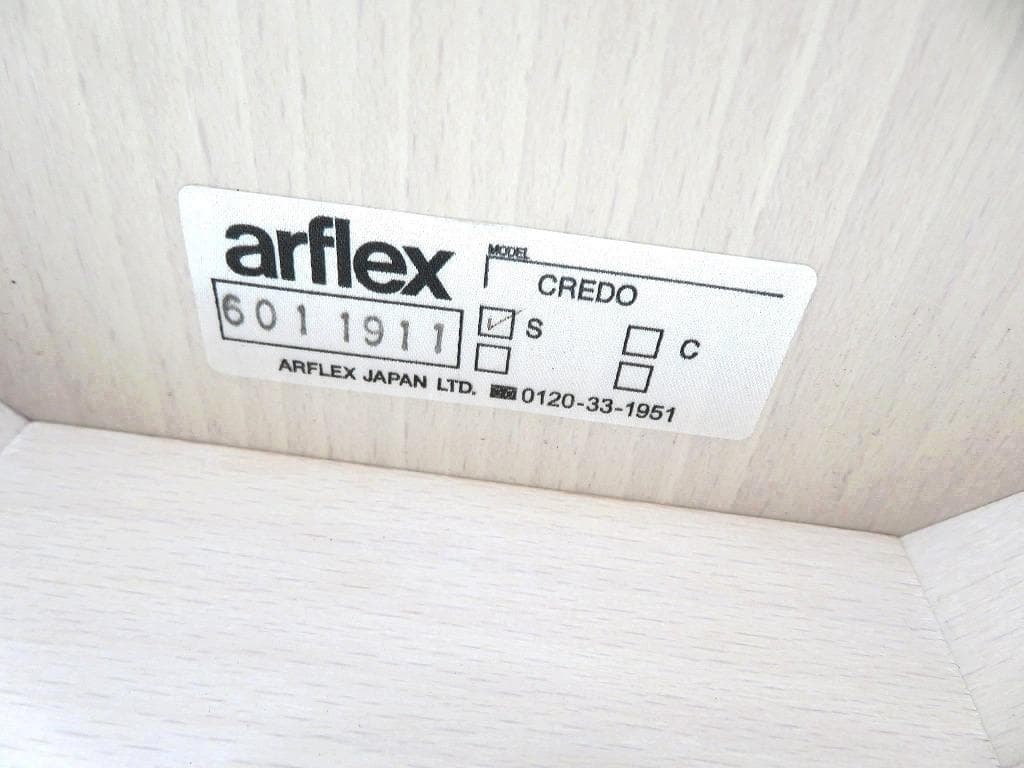 arflex
601 1911
MODEL
CREDO
S
C
ARFLEX JAPAN LTD. 0120-33-1951